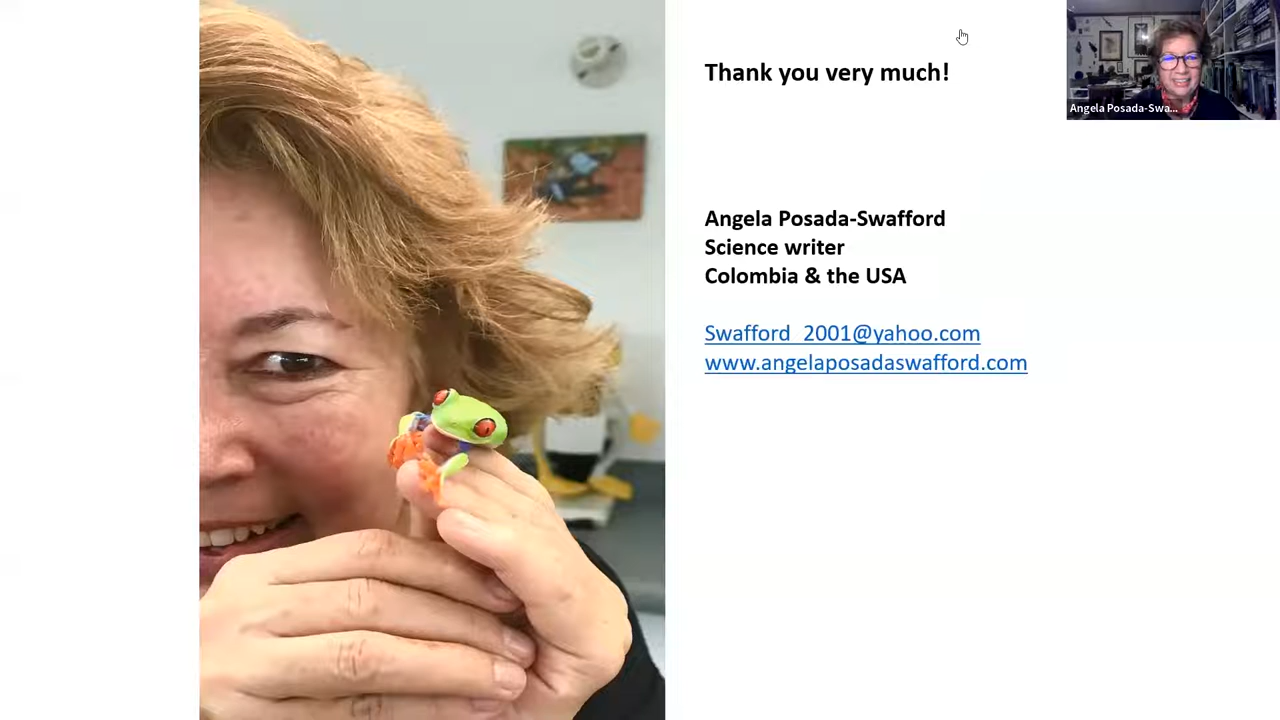 Thank you very much!
Angela Posada-Swa...
Angela Posada-Swafford
Science writer
Colombia & the USA
Swafford_2001@yahoo.com
www.angelaposadaswafford.com